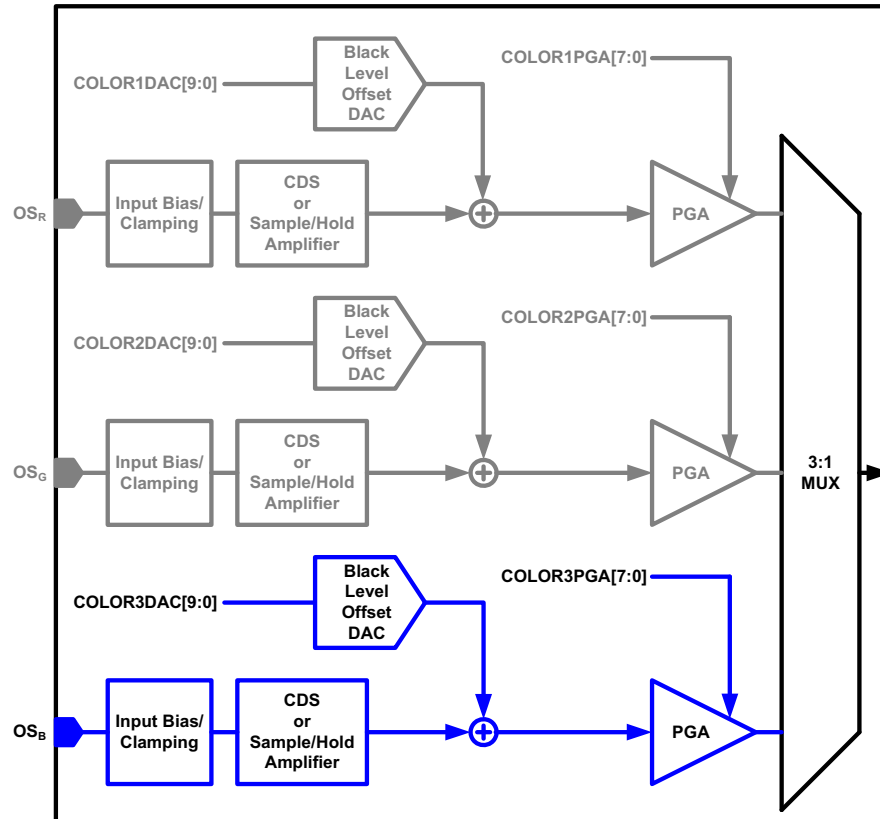 COLOR1DAC[9:0]
Black
Level
Offset
DAC
COLOR1PGA[7:0]
OSR
Input Bias/
Clamping
CDS
or
Sample/Hold
Amplifier
PGA
COLOR2DAC[9:0]
Black
Level
Offset
DAC
COLOR2PGA[7:0]
OSG
Input Bias/
Clamping
CDS
or
Sample/Hold
Amplifier
PGA
3:1
MUX
COLOR3DAC[9:0]
Black
Level
Offset
DAC
COLOR3PGA[7:0]
OSB
Input Bias/
Clamping
CDS
or
Sample/Hold
Amplifier
PGA